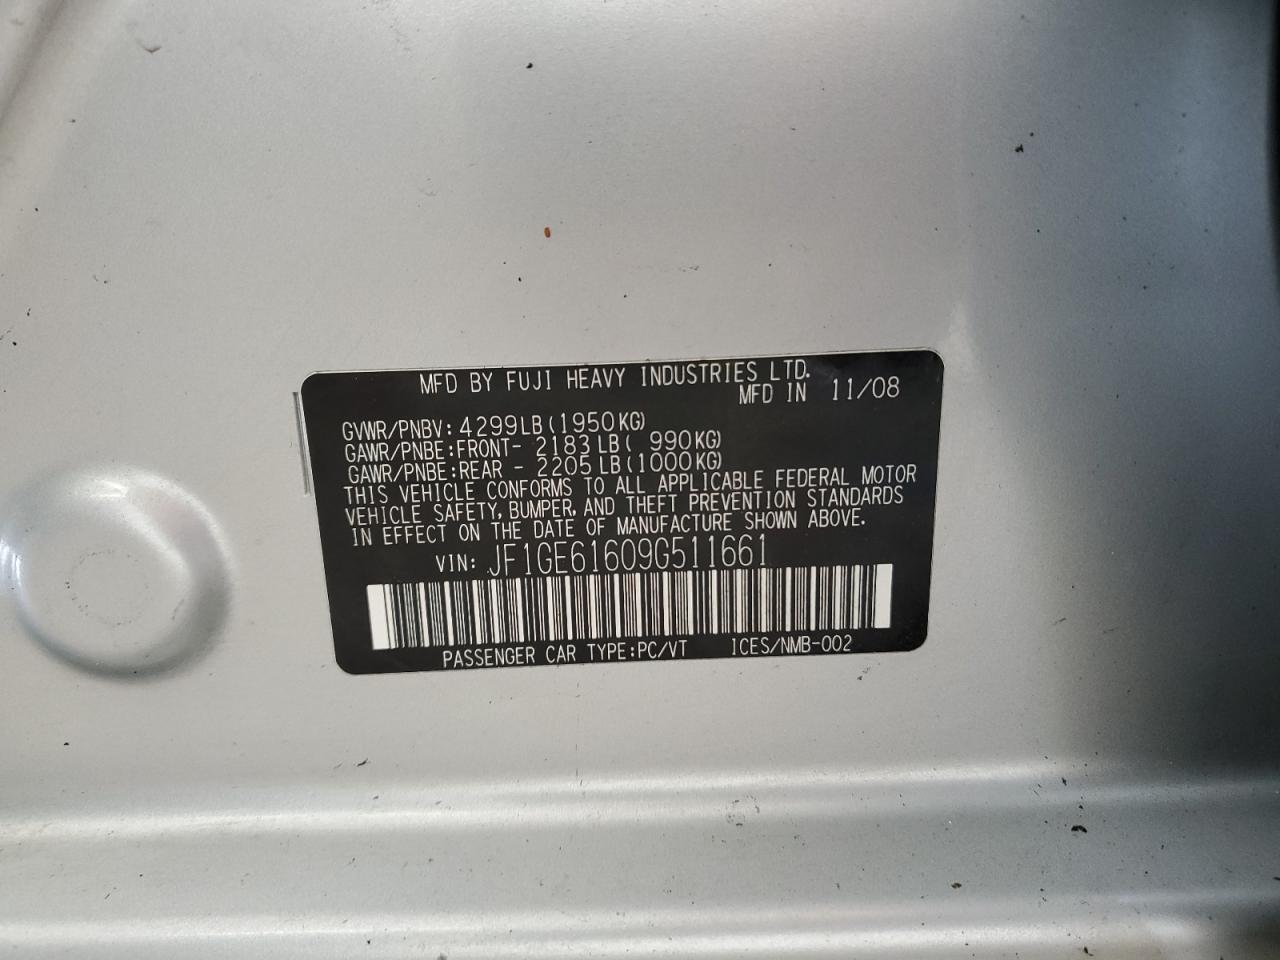 MFD BY FUJI HEAVY INDUSTRIES LTD.
MFD IN 11/08
GVWR/PNBV: 4299LB(1950KG)
GAWR/PNBE:FRONT- 2183LB( 990KG)
GAWR/PNBE:REAR - 2205LB(1000KG)
THIS VEHICLE CONFORMS TO ALL APPLICABLE FEDERAL MOTOR
VEHICLE SAFETY, BUMPER, AND THEFT PREVENTION STANDARDS
IN EFFECT ON THE DATE OF MANUFACTURE SHOWN ABOVE.
VIN: JF1GE61609G511661
PASSENGER CAR TYPE:PC/VT ICES/NMB-002